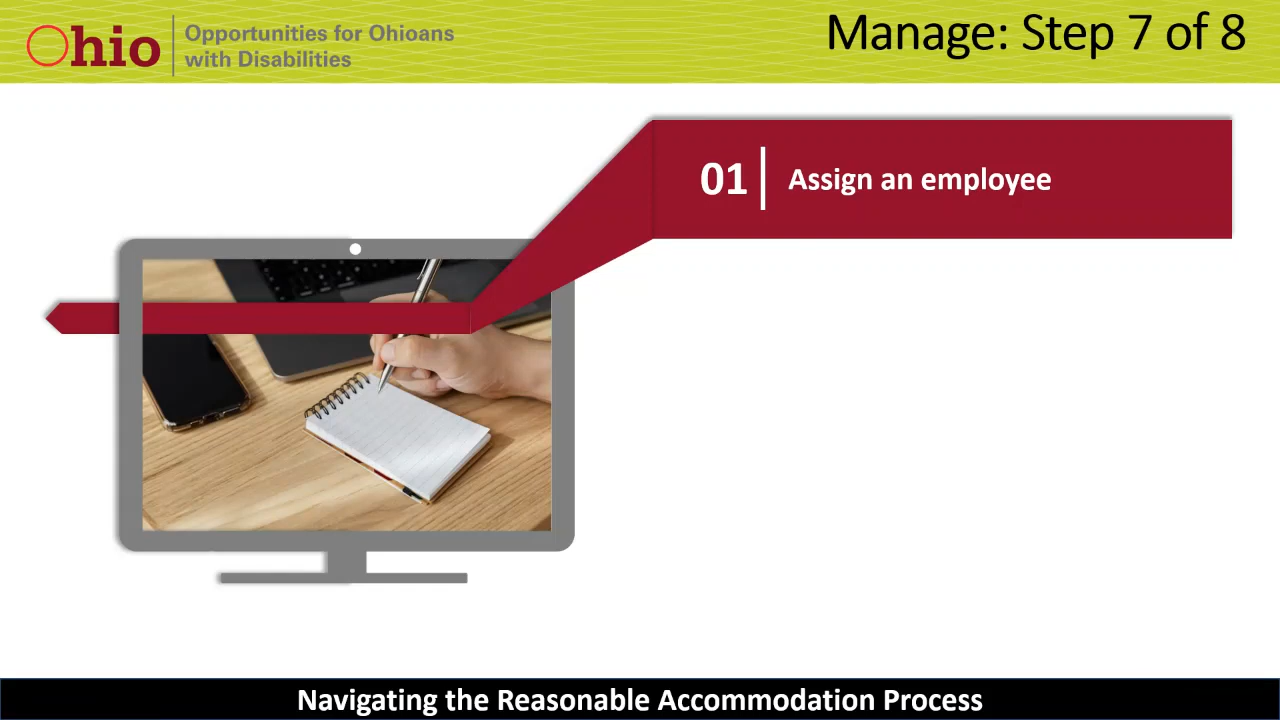 Ohio
Opportunities for Ohioans
with Disabilities
Manage: Step 7 of 8
01
Assign an employee
Navigating the Reasonable Accommodation Process